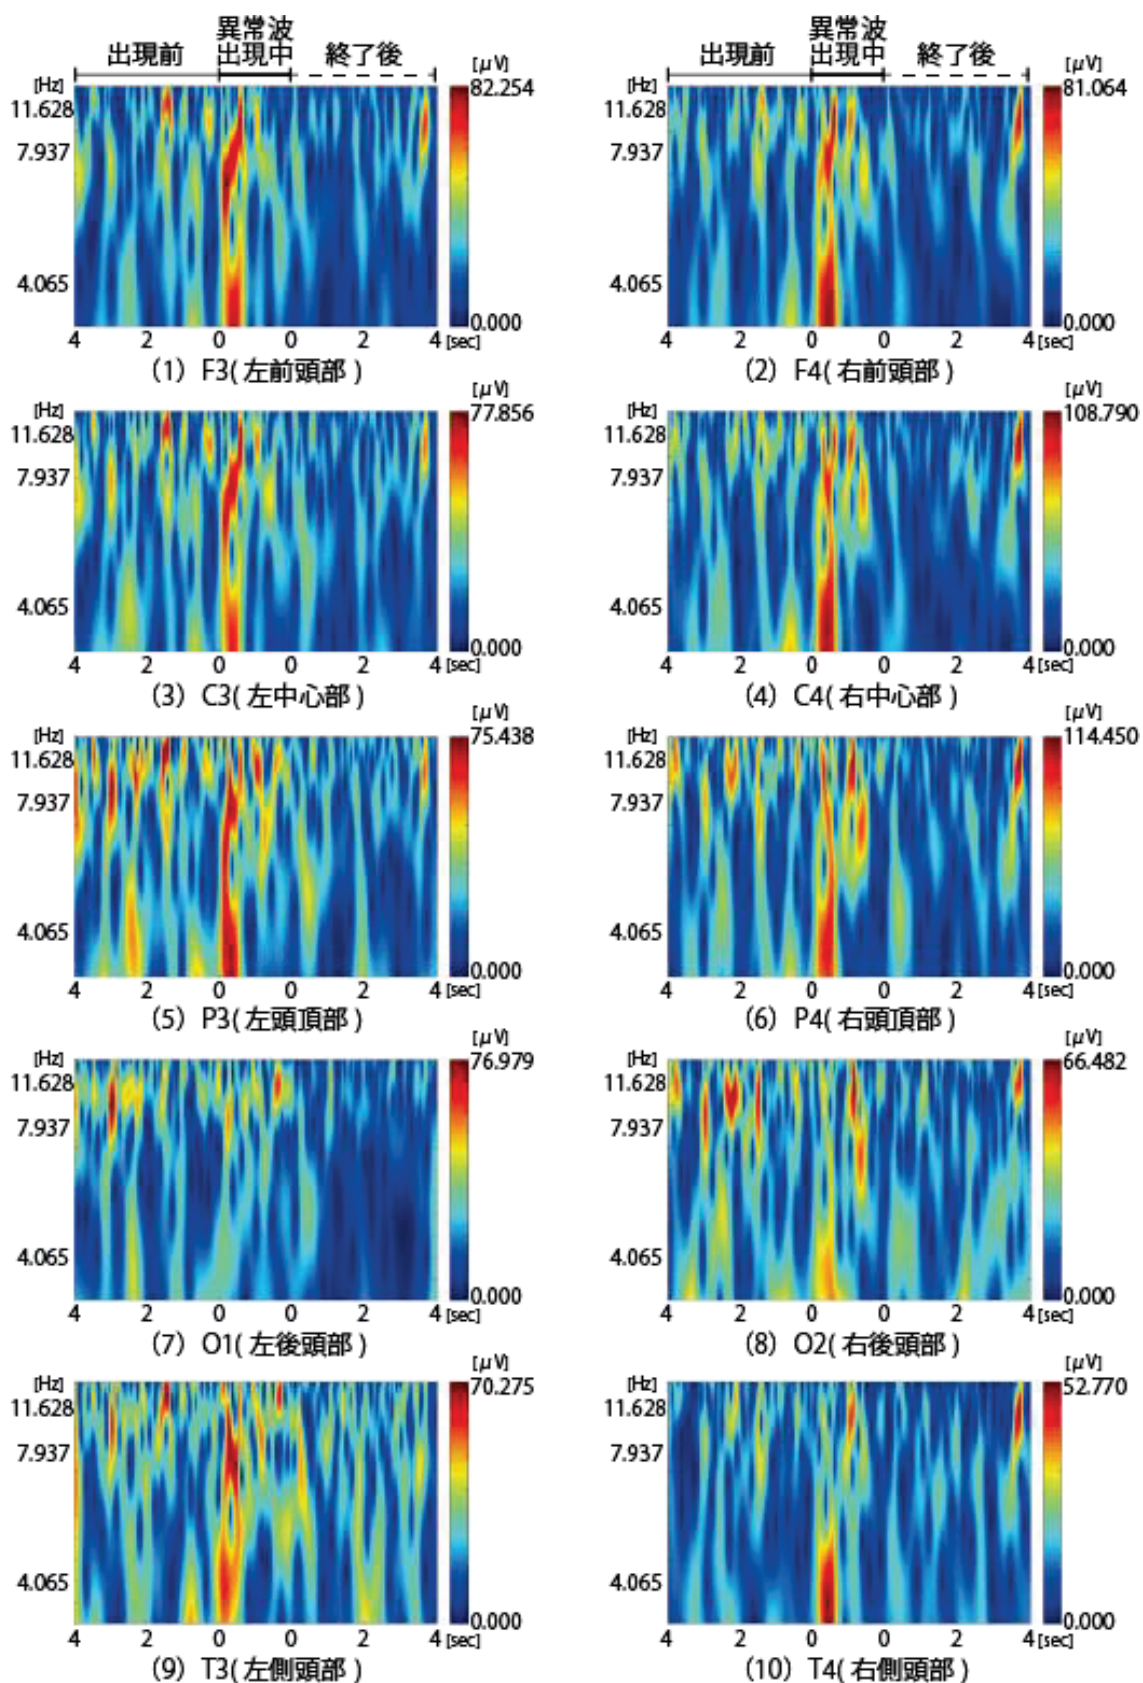 異常波
出現前 出現中 終了後
[Hz] [μV]
82.254
11.628
7.937
4.065
0.000
4 2 0 0 2 4 [sec]
(1) F3(左前頭部)
異常波
出現前 出現中 終了後
[Hz] [μV]
81.064
11.628
7.937
4.065
0.000
4 2 0 0 2 4 [sec]
(2) F4(右前頭部)
[Hz] [μV]
77.856
11.628
7.937
4.065
0.000
4 2 0 0 2 4 [sec]
(3) C3(左中心部)
[Hz] [μV]
108.790
11.628
7.937
4.065
0.000
4 2 0 0 2 4 [sec]
(4) C4(右中心部)
[Hz] [μV]
75.438
11.628
7.937
4.065
0.000
4 2 0 0 2 4 [sec]
(5) P3(左頭頂部)
[Hz] [μV]
114.450
11.628
7.937
4.065
0.000
4 2 0 0 2 4 [sec]
(6) P4(右頭頂部)
[Hz] [μV]
76.979
11.628
7.937
4.065
0.000
4 2 0 0 2 4 [sec]
(7) O1(左後頭部)
[Hz] [μV]
66.482
11.628
7.937
4.065
0.000
4 2 0 0 2 4 [sec]
(8) O2(右後頭部)
[Hz] [μV]
70.275
11.628
7.937
4.065
0.000
4 2 0 0 2 4 [sec]
(9) T3(左側頭部)
[Hz] [μV]
52.770
11.628
7.937
4.065
0.000
4 2 0 0 2 4 [sec]
(10) T4(右側頭部)